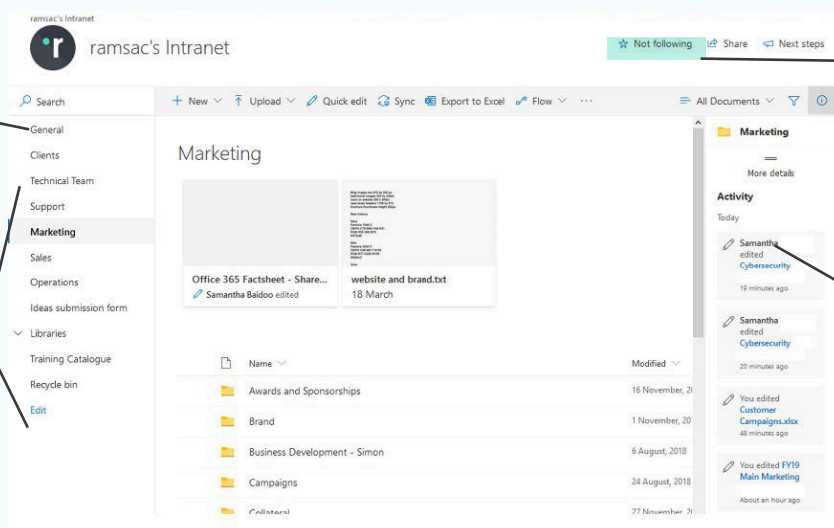 ramsac's Intranet
ramsac's Intranet
Not following
Share
Next steps
Search
New
Upload
Quick edit
Sync
Export to Excel
Flow
···
All Documents
General
Clients
Technical Team
Support
Marketing
Sales
Operations
Ideas submission form
Libraries
Training Catalogue
Recycle bin
Edit
Marketing
Office 365 Factsheet - Share...
Samantha Baidoo edited
website and brand.txt
18 March
Name
Modified
Awards and Sponsorships
16 November, 2
Brand
1 November, 20
Business Development - Simon
6 August, 2018
Campaigns
24 August, 2018
Collateral
27 November, 2
Marketing
More details
Activity
Today
Samantha
edited
Cybersecurity
19 minutes ago
Samantha
edited
Cybersecurity
20 minutes ago
You edited
Customer
Campaigns.xlsx
48 minutes ago
You edited FY19
Main Marketing
About an hour ago